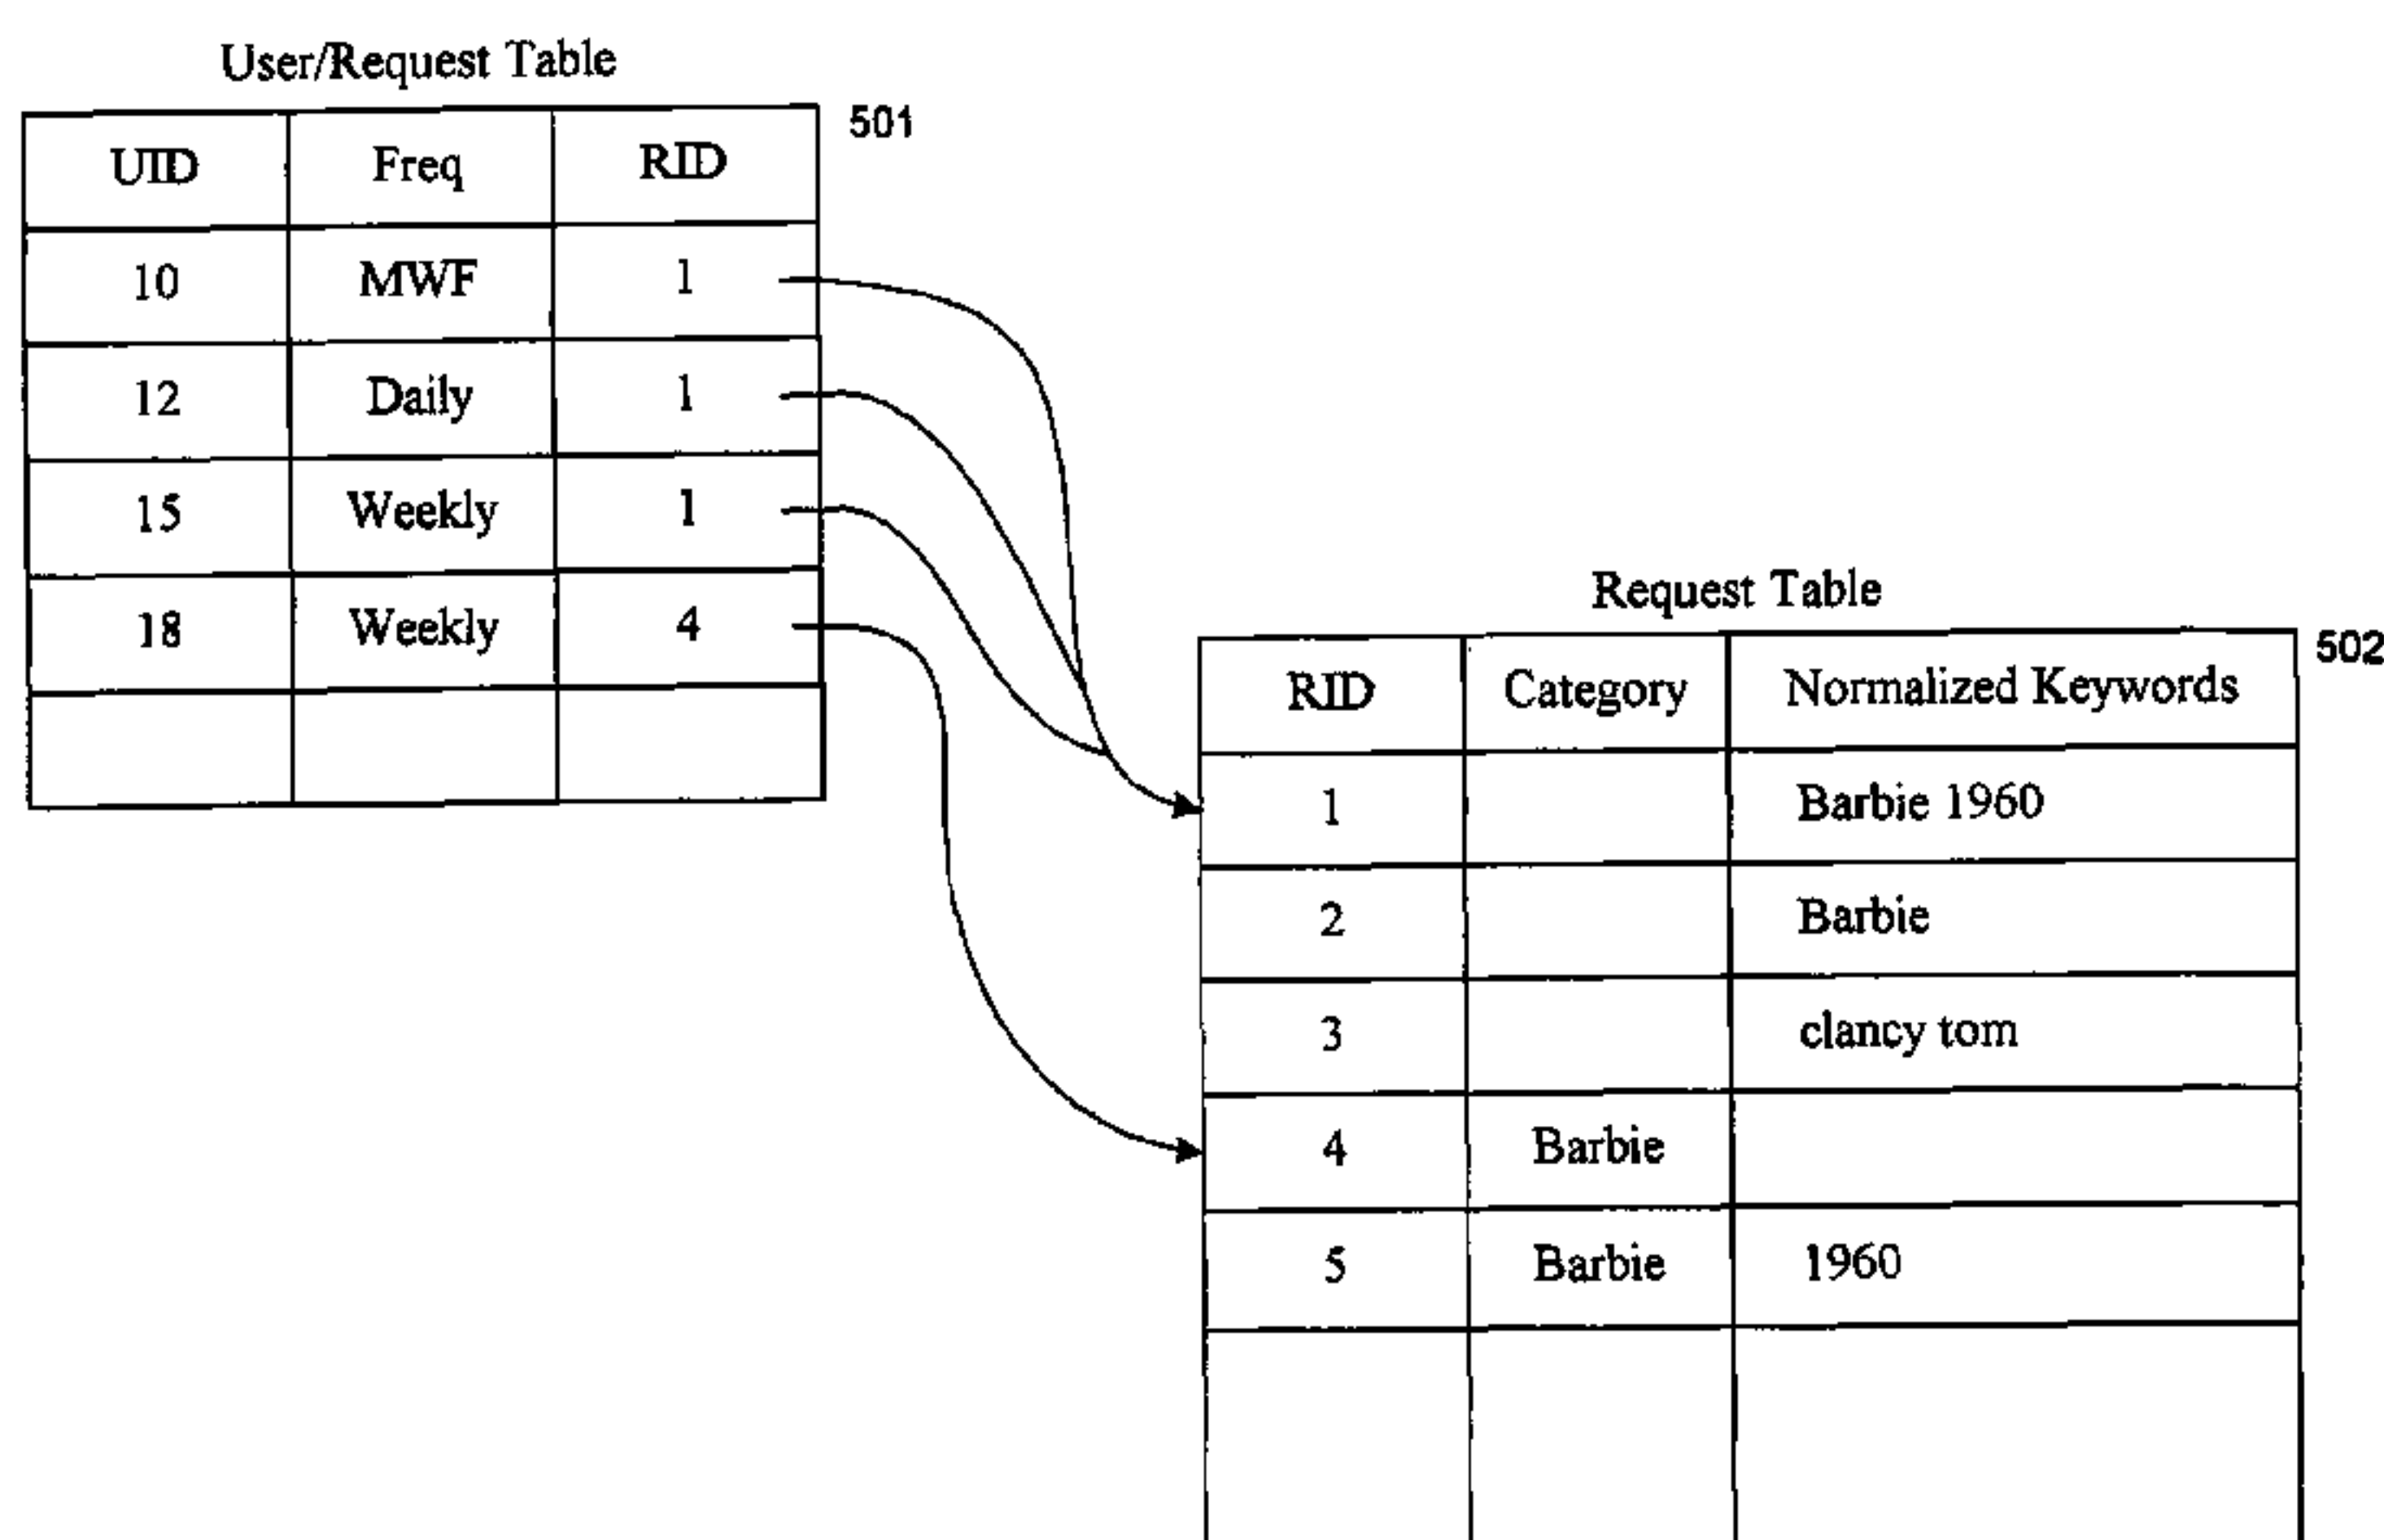 User/Request Table
501
UID Freq RID
10 MWF 1
12 Daily 1
15 Weekly 1
18 Weekly 4
Request Table
502
RID Category Normalized Keywords
1 Barbie 1960
2 Barbie
3 clancy tom
4 Barbie
5 Barbie 1960